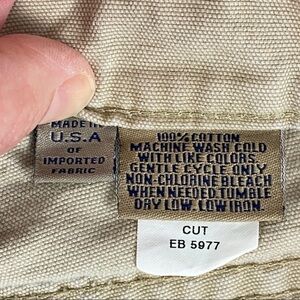 MADE IN
U.S.A
OF
IMPORTED
FABRIC
100% COTTON
MACHINE WASH COLD
WITH LIKE COLORS.
GENTLE CYCLE. ONLY
NON-CHLORINE BLEACH
WHEN NEEDED TUMBLE
DRY LOW. LOW IRON.
CUT
EB 5977